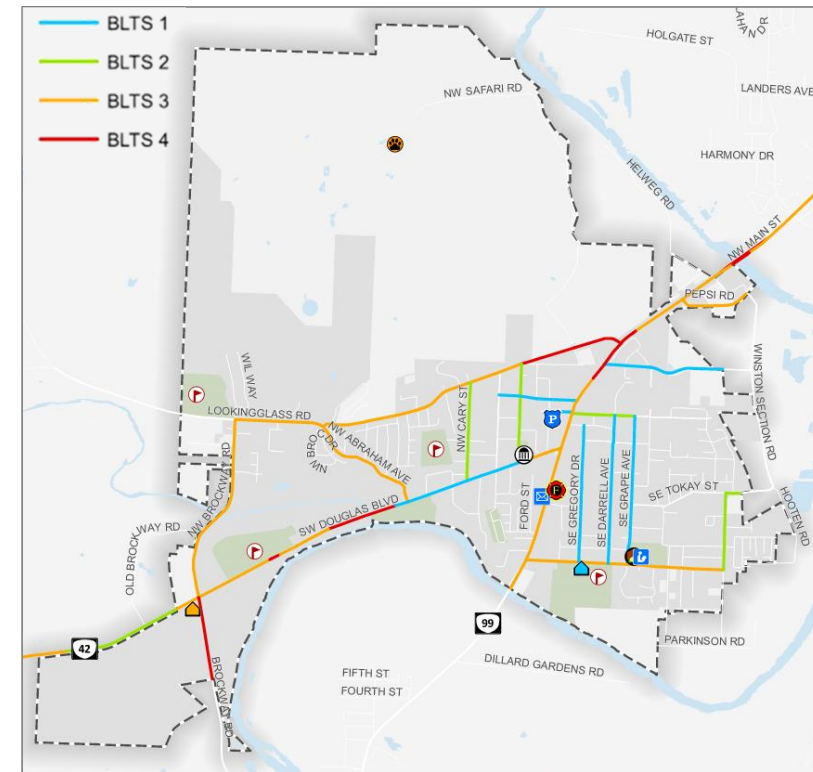 BLTS 1
BLTS 2
BLTS 3
BLTS 4
HOLGATE ST
LANDERS AVE
NW SAFARI RD
HARMONY DR
HELWEG RD
NW MAIN ST
PEPSI RD
WINSTON SECTION RD
WIL WAY
LOOKINGGLASS RD
NW CARY ST
NW ABRAHAM AVE
P
NW BROCKWAY RD
SW DOUGLAS BLVD
FORD ST
F
SE GREGORY DR
SE DARRELL AVE
SE GRAPE AVE
SE TOKAY ST
HOOTEN RD
OLD BROCKWAY RD
42
99
BROCKWAY RD
PARKINSON RD
DILLARD GARDENS RD
FIFTH ST
FOURTH ST